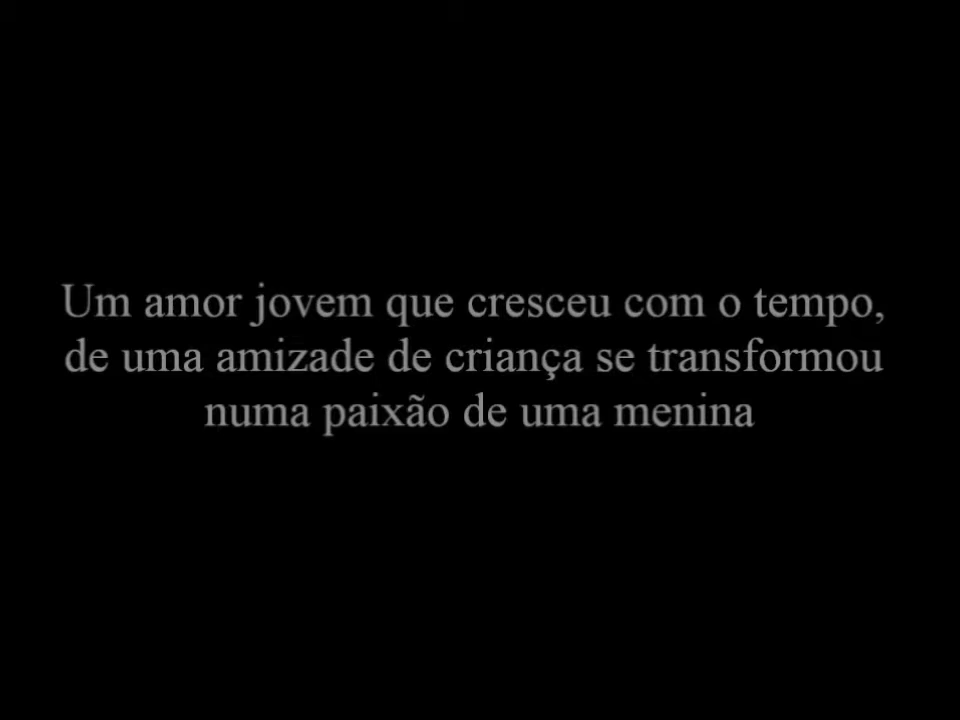 Um amor jovem que cresceu com o tempo,
de uma amizade de criança se transformou
numa paixão de uma menina